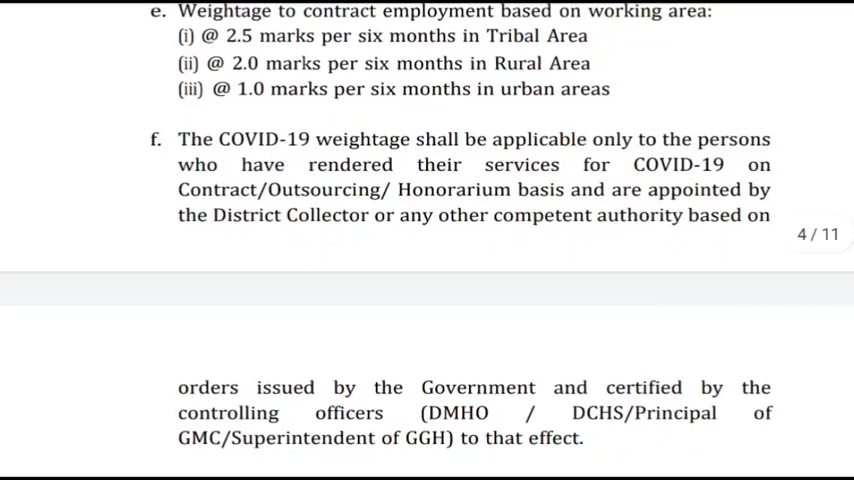 e. Weightage to contract employment based on working area:
(i) @ 2.5 marks per six months in Tribal Area
(ii) @ 2.0 marks per six months in Rural Area
(iii) @ 1.0 marks per six months in urban areas
f. The COVID-19 weightage shall be applicable only to the persons
who have rendered their services for COVID-19 on
Contract/Outsourcing/ Honorarium basis and are appointed by
the District Collector or any other competent authority based on
4 / 11
orders issued by the Government and certified by the
controlling officers (DMHO / DCHS/Principal of
GMC/Superintendent of GGH) to that effect.